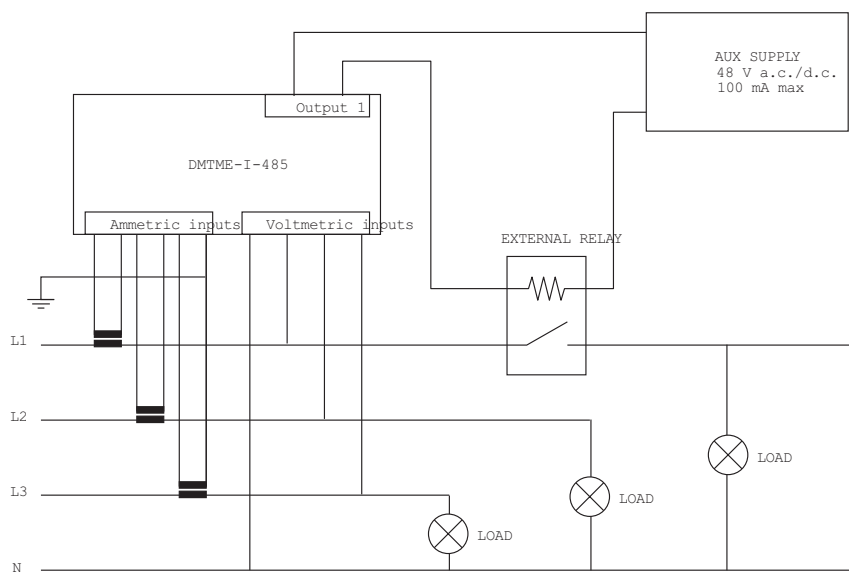 AUX SUPPLY
48 V a.c./d.c.
100 mA max
Output 1
DMTME-I-485
Ammetric inputs
Voltmetric inputs
EXTERNAL RELAY
L1
L2
LOAD
L3
LOAD
LOAD
N